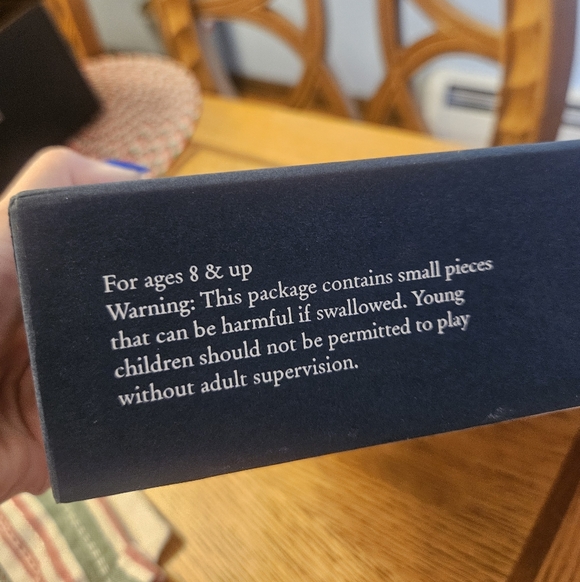 For ages 8 & up
Warning: This package contains small pieces
that can be harmful if swallowed. Young
children should not be permitted to play
without adult supervision.